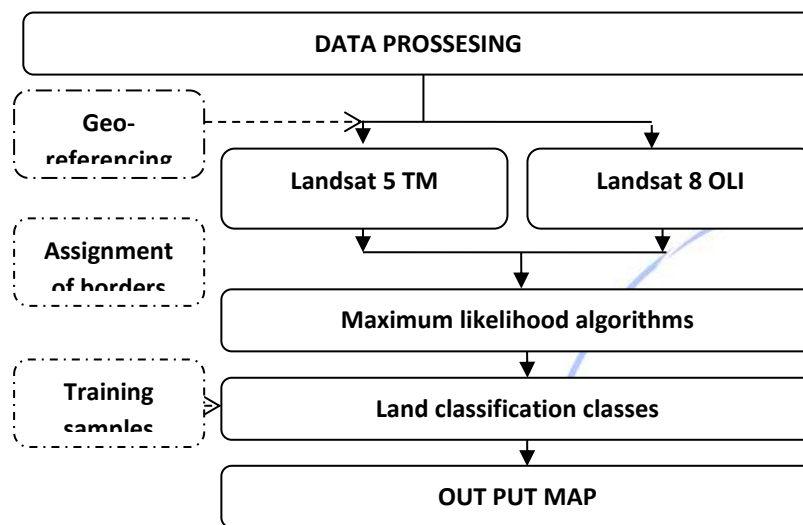 DATA PROSSESING
Geo-
referencing
Landsat 5 TM
Landsat 8 OLI
Assignment
of borders
Maximum likelihood algorithms
Training
samples
Land classification classes
OUT PUT MAP